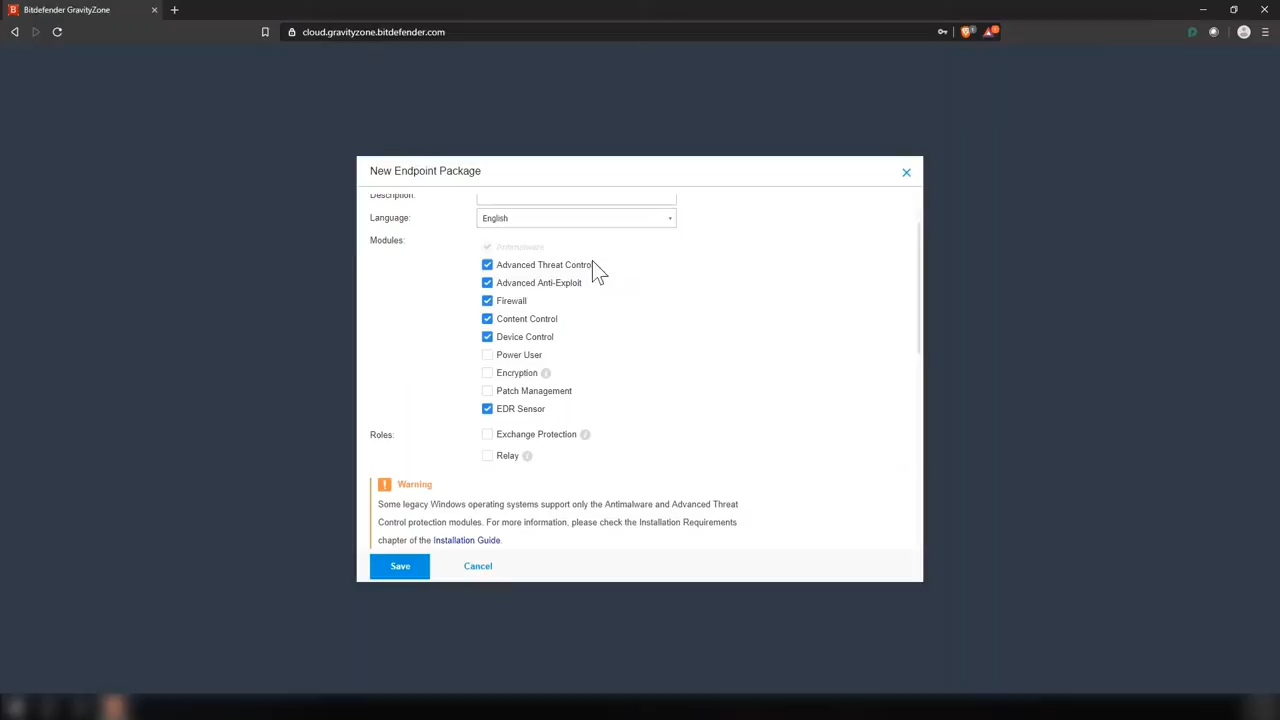 Bitdefender GravityZone
cloud.gravityzone.bitdefender.com
New Endpoint Package
Description:
Language: English
Modules: Antimalware
Advanced Threat Control
Advanced Anti-Exploit
Firewall
Content Control
Device Control
Power User
Encryption
Patch Management
EDR Sensor
Roles: Exchange Protection
Relay
Warning
Some legacy Windows operating systems support only the Antimalware and Advanced Threat
Control protection modules. For more information, please check the Installation Requirements
chapter of the Installation Guide.
Save Cancel